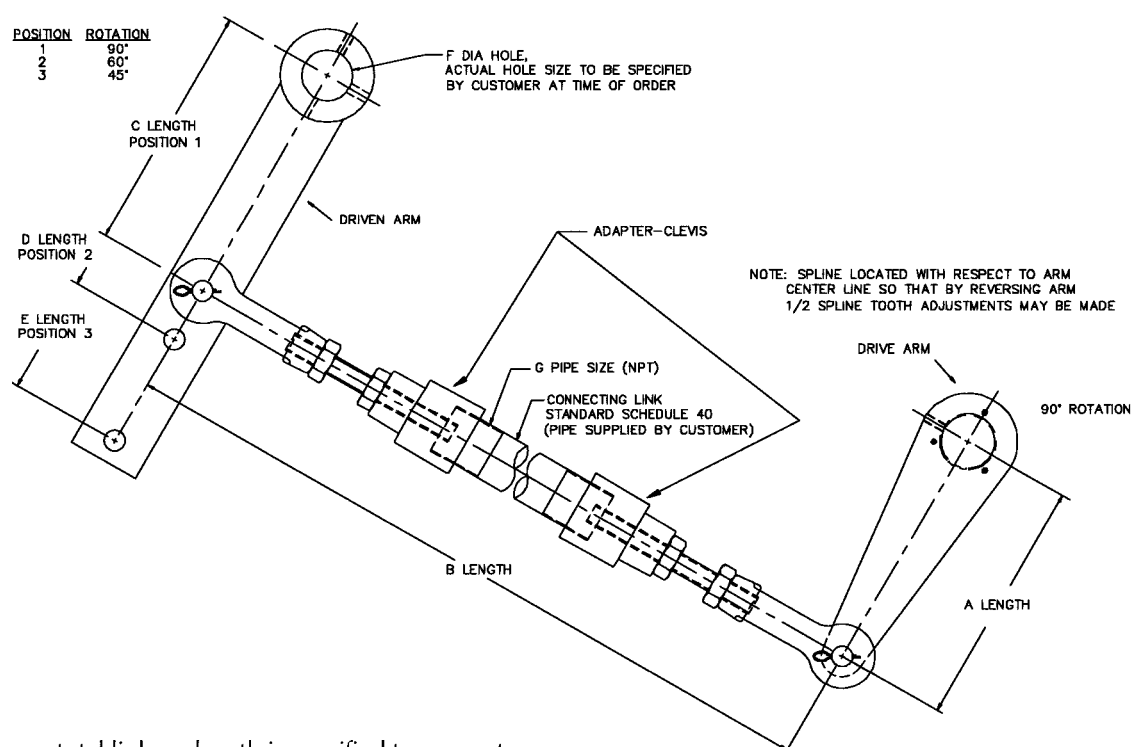 POSITION ROTATION
1 90°
2 60°
3 45°
F DIA HOLE,
ACTUAL HOLE SIZE TO BE SPECIFIED
BY CUSTOMER AT TIME OF ORDER
C LENGTH
POSITION 1
DRIVEN ARM
D LENGTH
POSITION 2
ADAPTER-CLEVIS
NOTE: SPLINE LOCATED WITH RESPECT TO ARM
CENTER LINE SO THAT BY REVERSING ARM
1/2 SPLINE TOOTH ADJUSTMENTS MAY BE MADE
E LENGTH
POSITION 3
DRIVE ARM
G PIPE SIZE (NPT)
CONNECTING LINK
STANDARD SCHEDULE 40
(PIPE SUPPLIED BY CUSTOMER)
90° ROTATION
B LENGTH
A LENGTH